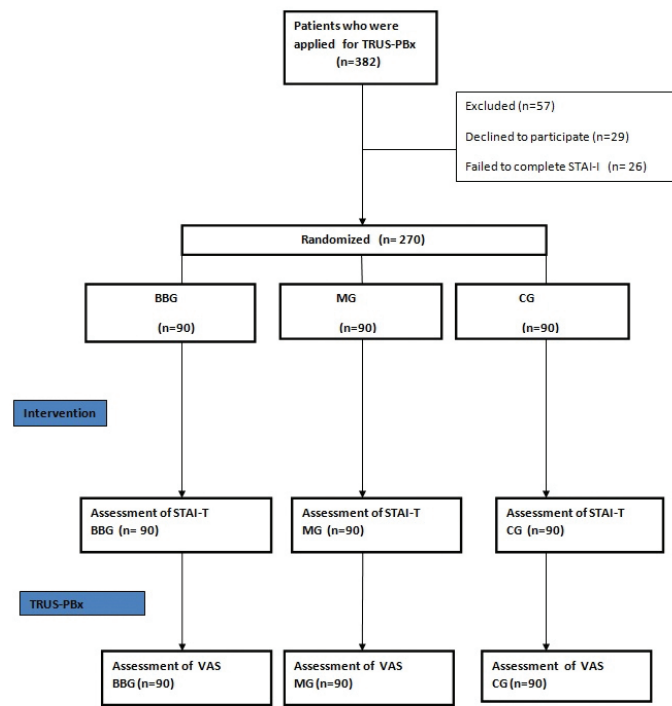 Patients who were
applied for TRUS-PBx
(n=382)
Excluded (n=57)
Declined to participate (n=29)
Failed to complete STAI-I (n= 26)
Randomized (n= 270)
BBG
(n=90)
MG
(n=90)
CG
(n=90)
Intervention
Assessment of STAI-T
BBG (n= 90)
Assessment of STAI-T
MG (n=90)
Assessment of STAI-T
CG (n=90)
TRUS-PBx
Assessment of VAS
BBG (n=90)
Assessment of VAS
MG (n=90)
Assessment of VAS
CG (n=90)